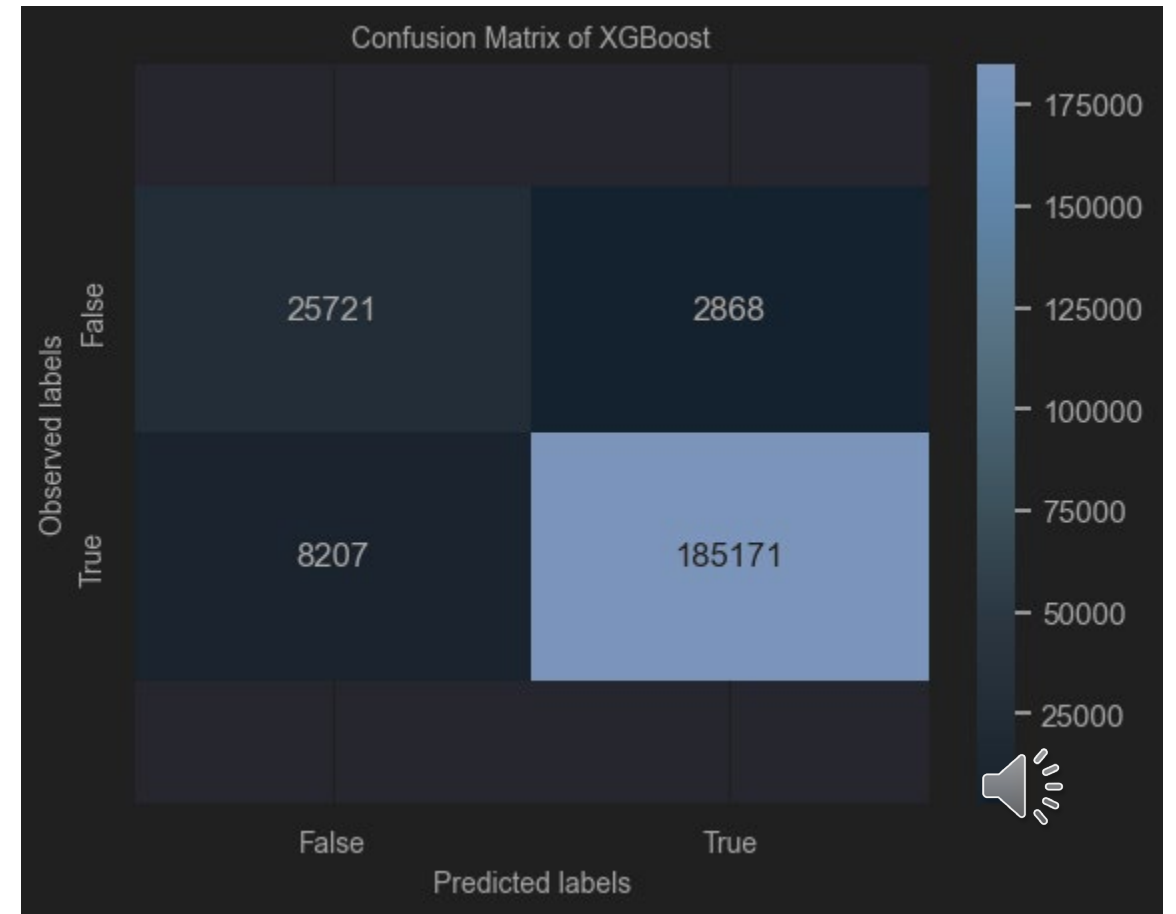 Confusion Matrix of XGBoost
175000
150000
125000
100000
75000
50000
25000
Observed labels
False
True
25721 2868
8207 185171
False True
Predicted labels